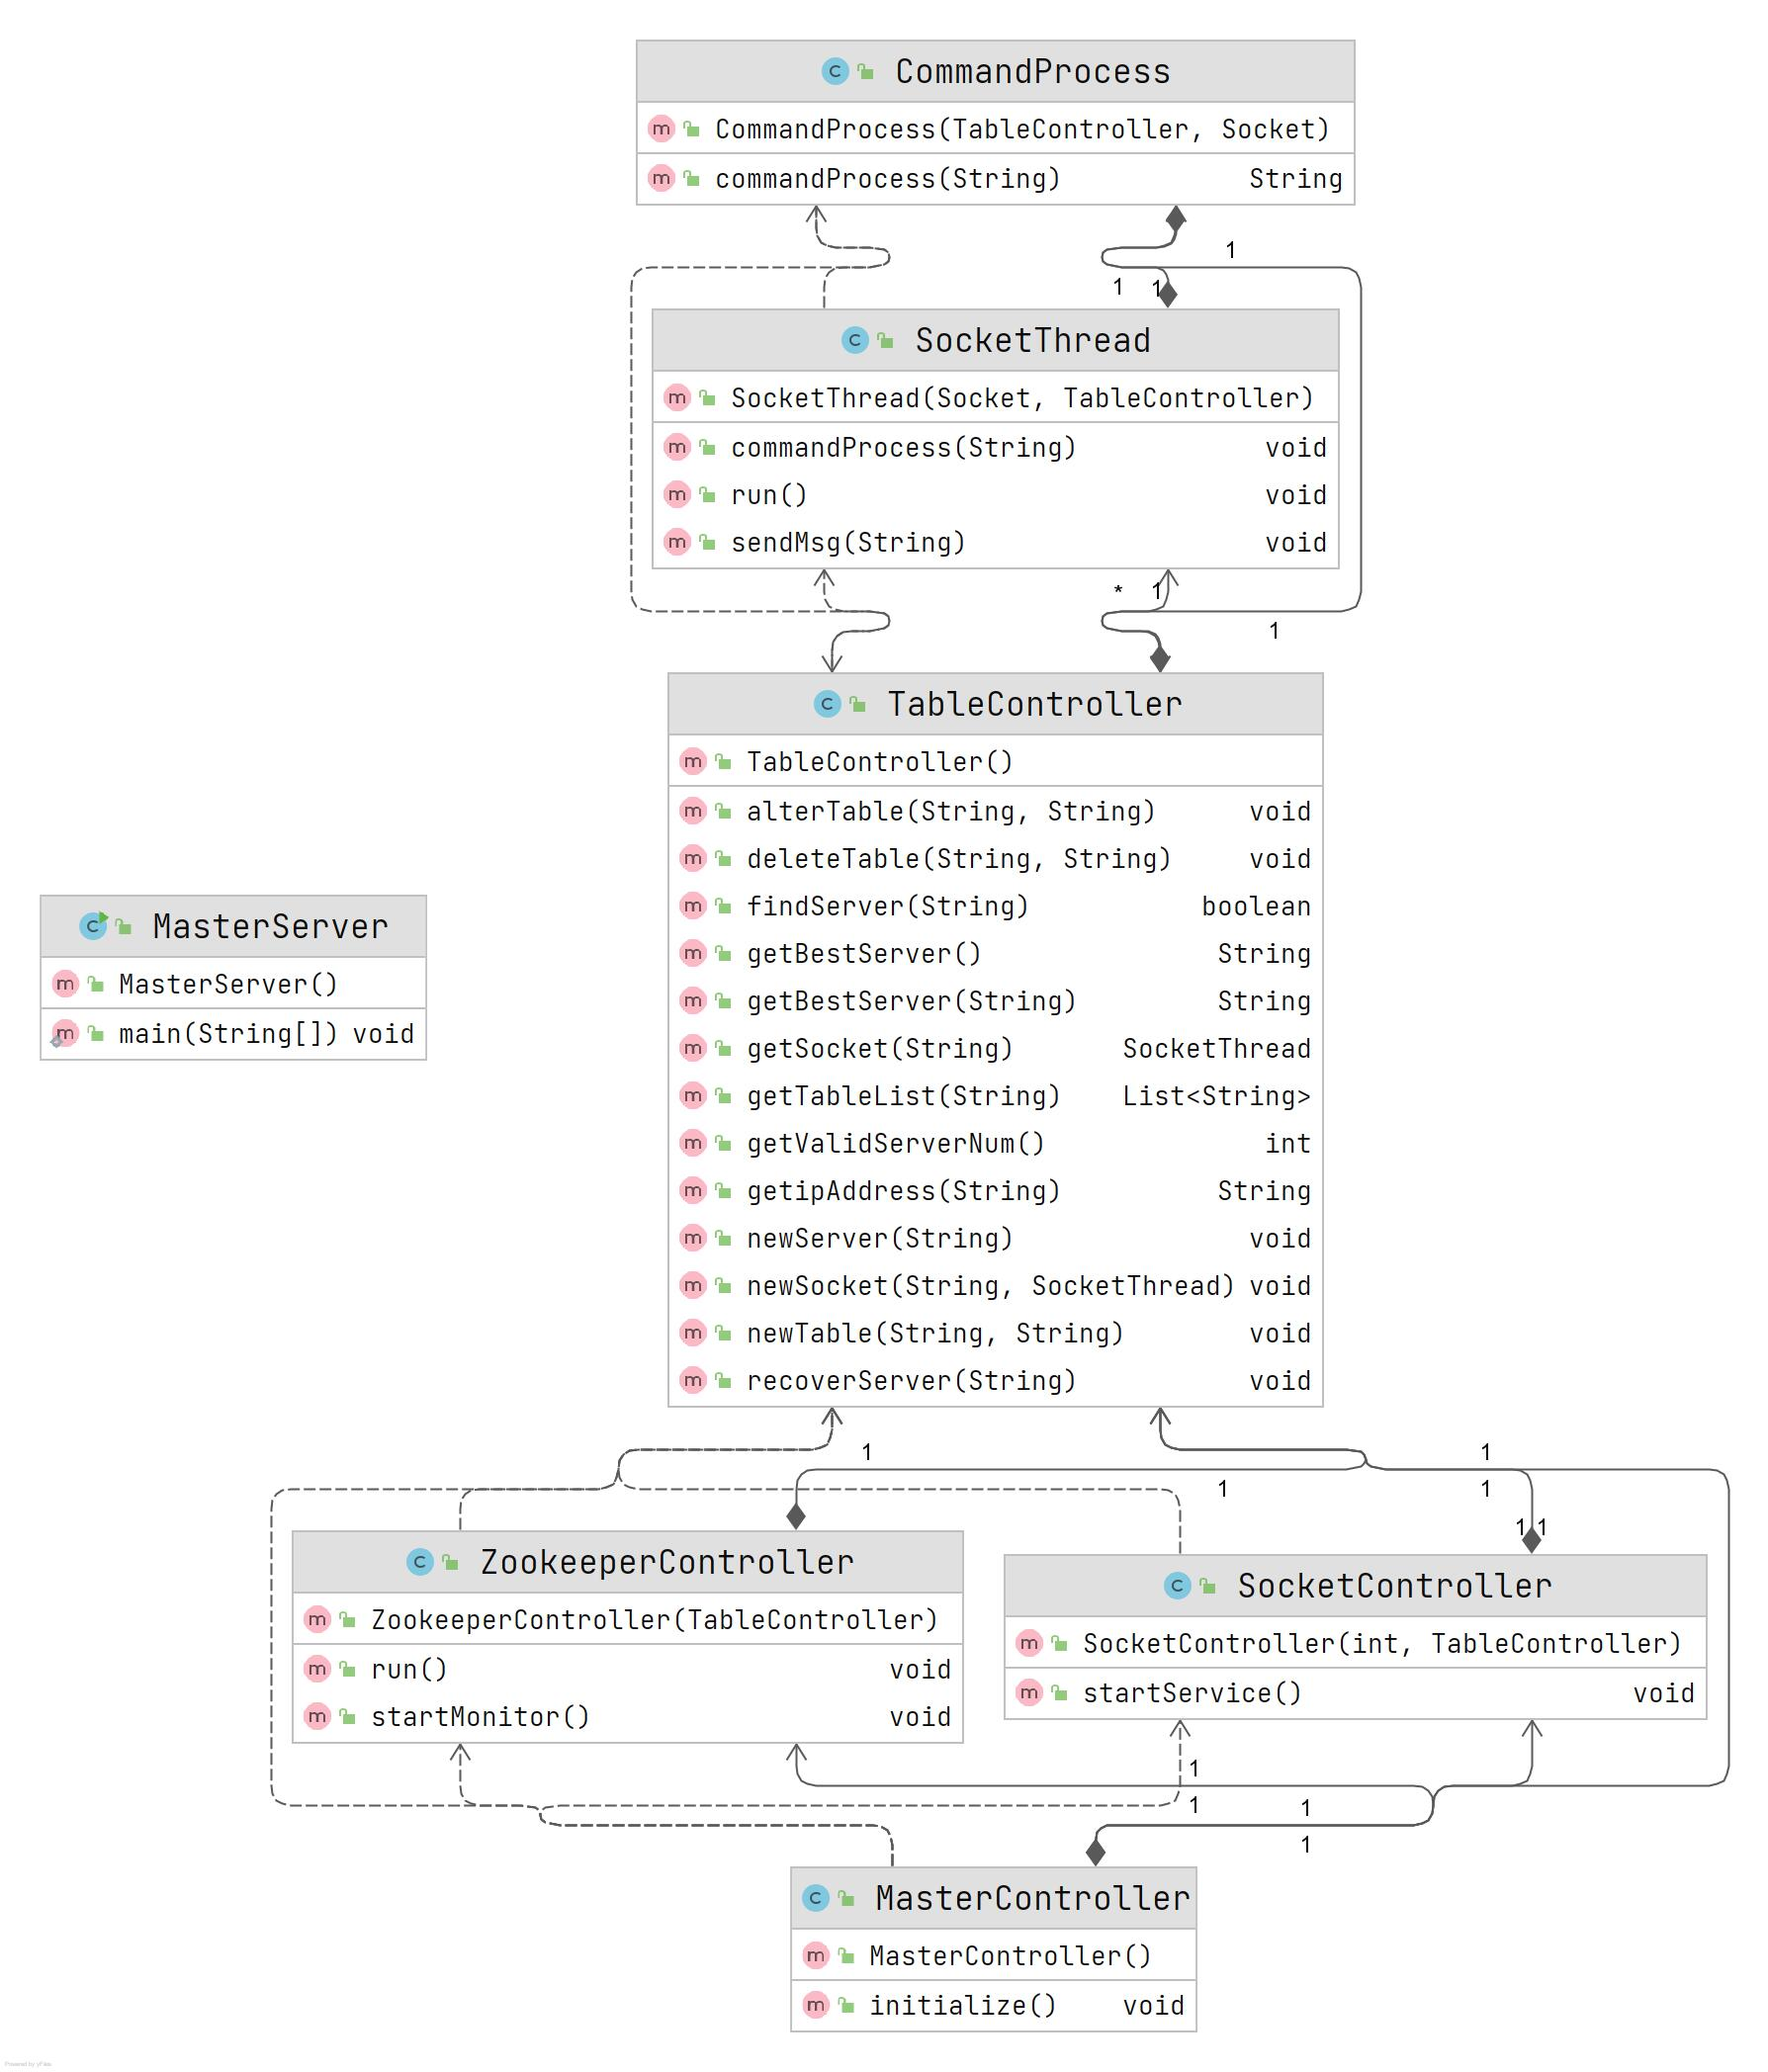 CommandProcess
CommandProcess(TableController, Socket)
commandProcess(String) String
1
1 1
SocketThread
SocketThread(Socket, TableController)
commandProcess(String) void
run() void
sendMsg(String) void
* 1
1
TableController
TableController()
alterTable(String, String) void
deleteTable(String, String) void
findServer(String) boolean
getBestServer() String
getBestServer(String) String
getSocket(String) SocketThread
getTableList(String) List<String>
getValidServerNum() int
getipAddress(String) String
newServer(String) void
newSocket(String, SocketThread) void
newTable(String, String) void
recoverServer(String) void
MasterServer
MasterServer()
main(String[]) void
1 1
1 1
1 1
ZookeeperController
ZookeeperController(TableController)
run() void
startMonitor() void
SocketController
SocketController(int, TableController)
startService() void
1
1 1
1
MasterController
MasterController()
initialize() void
Powered by yFiles